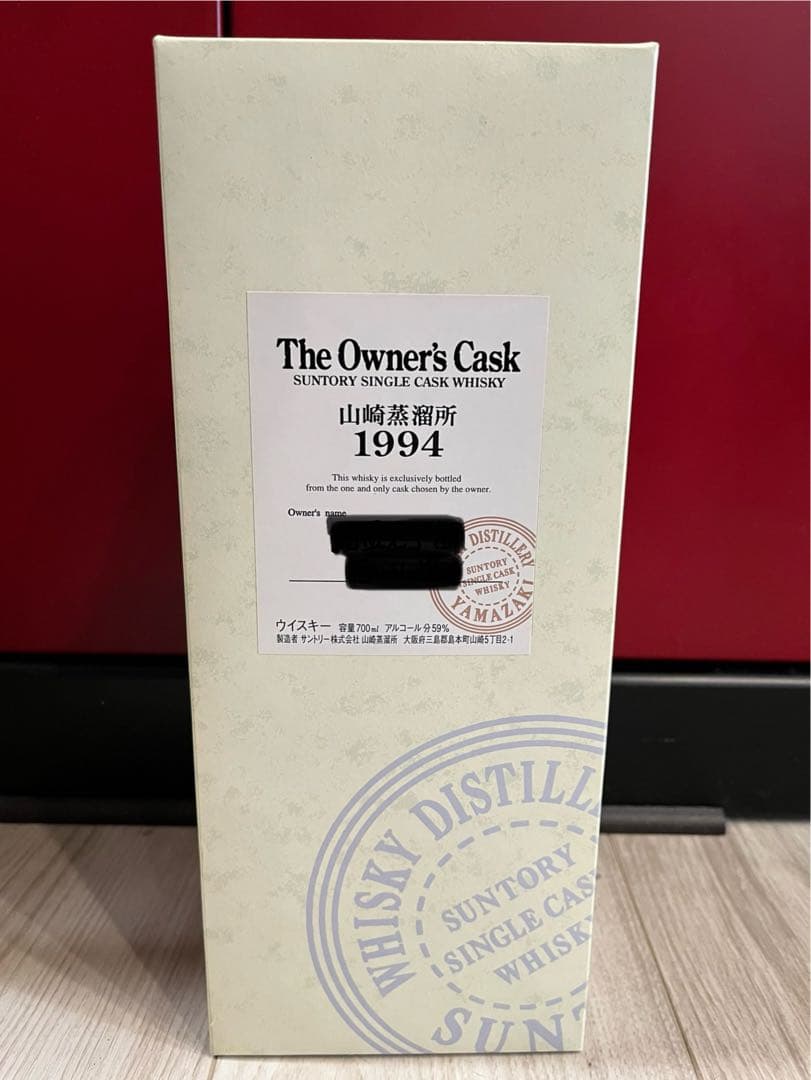 The Owner's Cask
SUNTORY SINGLE CASK WHISKY
山崎蒸溜所
1994
This whisky is exclusively bottled
from the one and only cask chosen by the owner.
Owner's name
DISTILLERY
SUNTORY
SINGLE CASK
WHISKY
YAMAZAKI
ウイスキー 容量700ml アルコール分59%
製造者 サントリー株式会社 山崎蒸溜所 大阪府三島郡島本町山崎5丁目2-1
WHISKY DISTILL
SUNTORY
SINGLE CAS
WHISK
SUNT